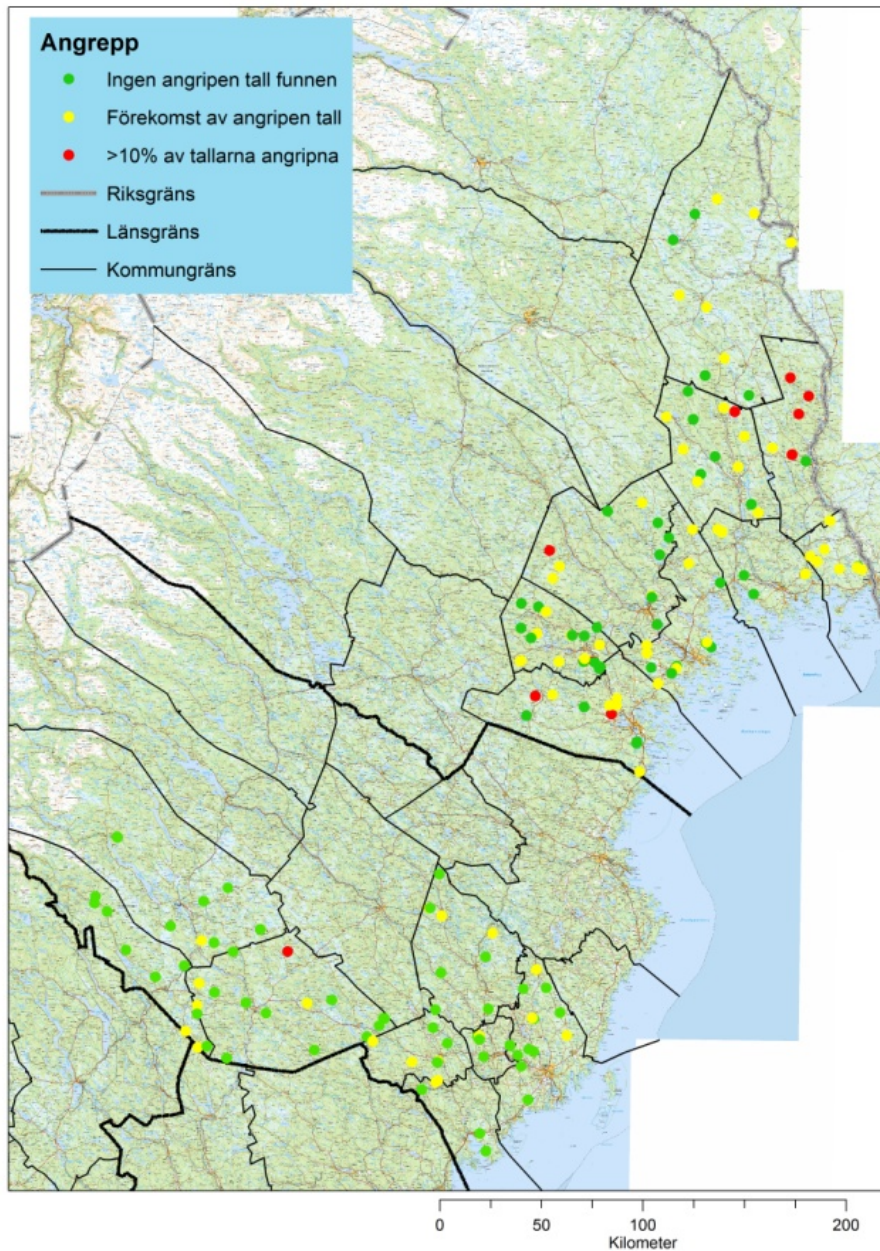 Angrepp
Ingen angripen tall funnen
Förekomst av angripen tall
>10% av tallarna angripna
Riksgräns
Länsgräns
Kommungräns
0 50 100 200
Kilometer